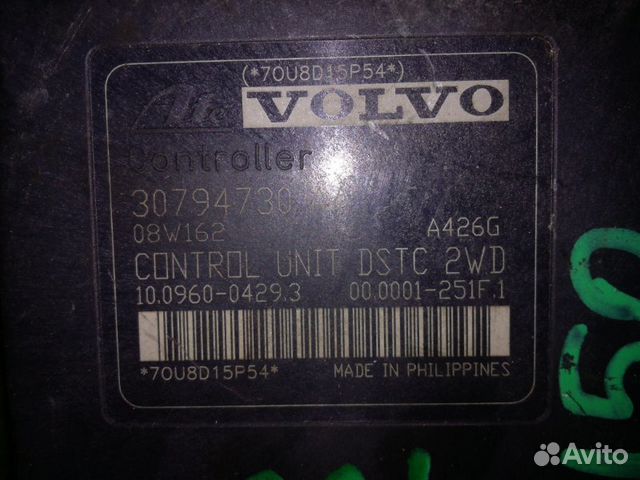 (*70U8D15P54*)
Ate VOLVO
Controller
30794730
08W162 A426G
CONTROL UNIT DSTC 2WD
10.0960-0429.3 00.0001-251F.1
*70U8D15P54* MADE IN PHILIPPINES
Avito